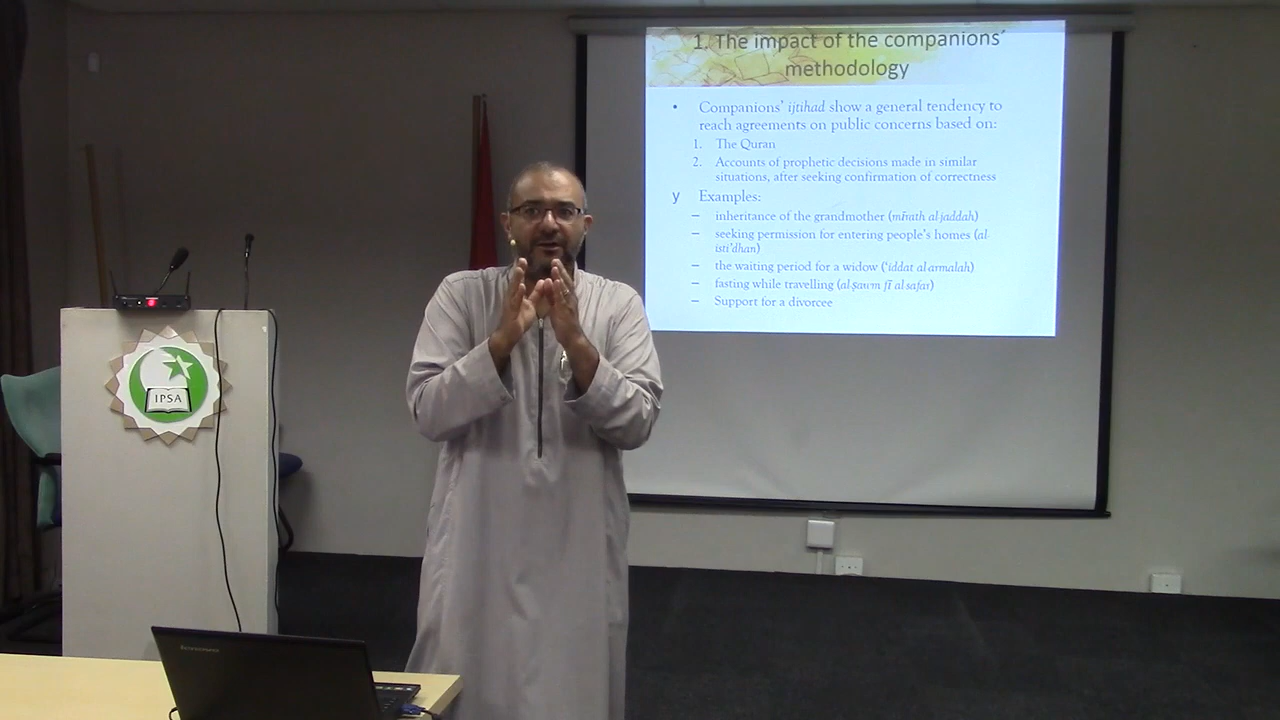 1. The impact of the companions´
methodology
• Companions' ijtihad show a general tendency to
reach agreements on public concerns based on:
1. The Quran
2. Accounts of prophetic decisions made in similar
situations, after seeking confirmation of correctness
y Examples:
– inheritance of the grandmother (mīrath al-jaddah)
– seeking permission for entering people's homes (al-
isti'dhan)
– the waiting period for a widow ('iddat al armalah)
– fasting while travelling (al-ṣawm fī al safar)
– Support for a divorcee
IPSA
lenovo